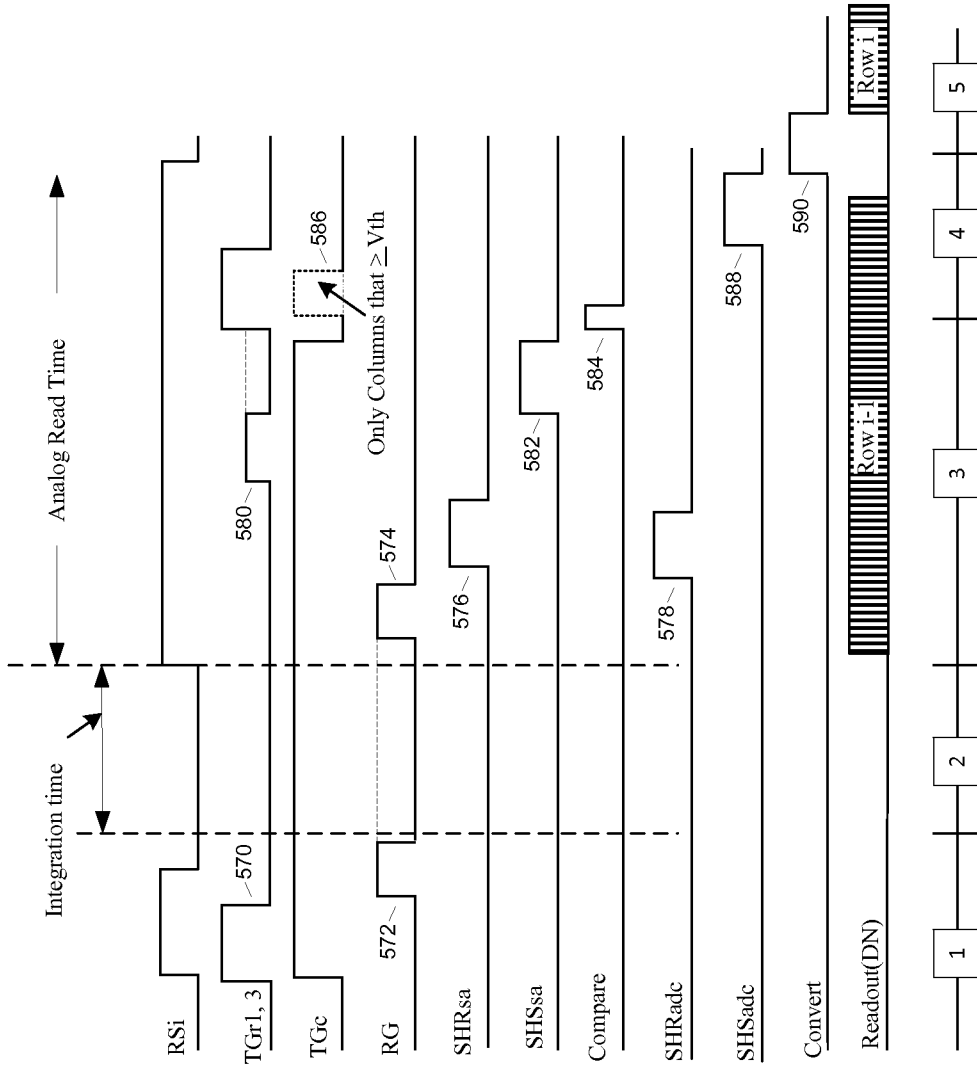 Integration time
Analog Read Time
RSi
TGr1, 3
570
580
TGc
586
Only Columns that ≥ Vth
RG
572
574
SHRsa
576
SHSsa
582
Compare
584
SHRadc
578
SHSadc
588
Convert
590
Readout(DN)
Row i-1
Row i
1
2
3
4
5